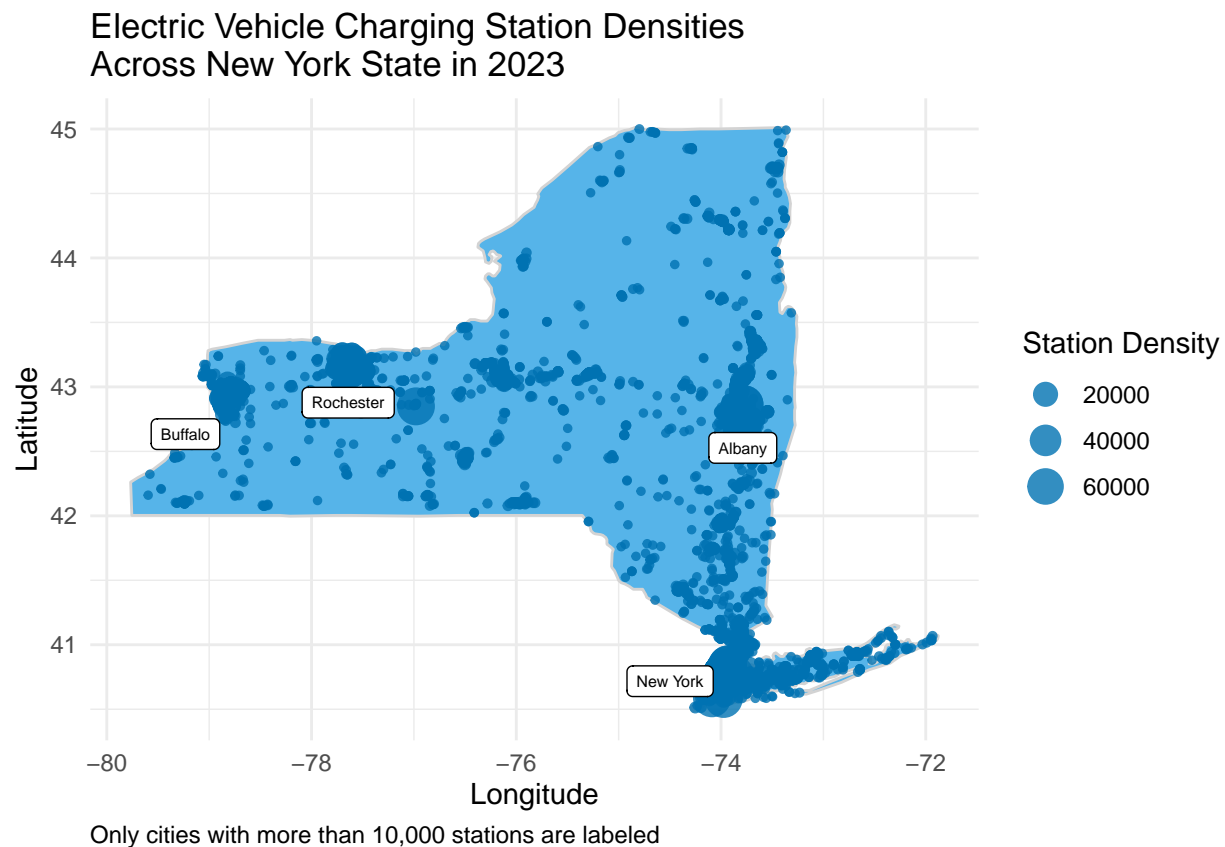 Electric Vehicle Charging Station Densities
Across New York State in 2023
45
44
43
42
41
Latitude
Rochester
Buffalo
Albany
New York
−80
−78
−76
−74
−72
Longitude
Station Density
20000
40000
60000
Only cities with more than 10,000 stations are labeled